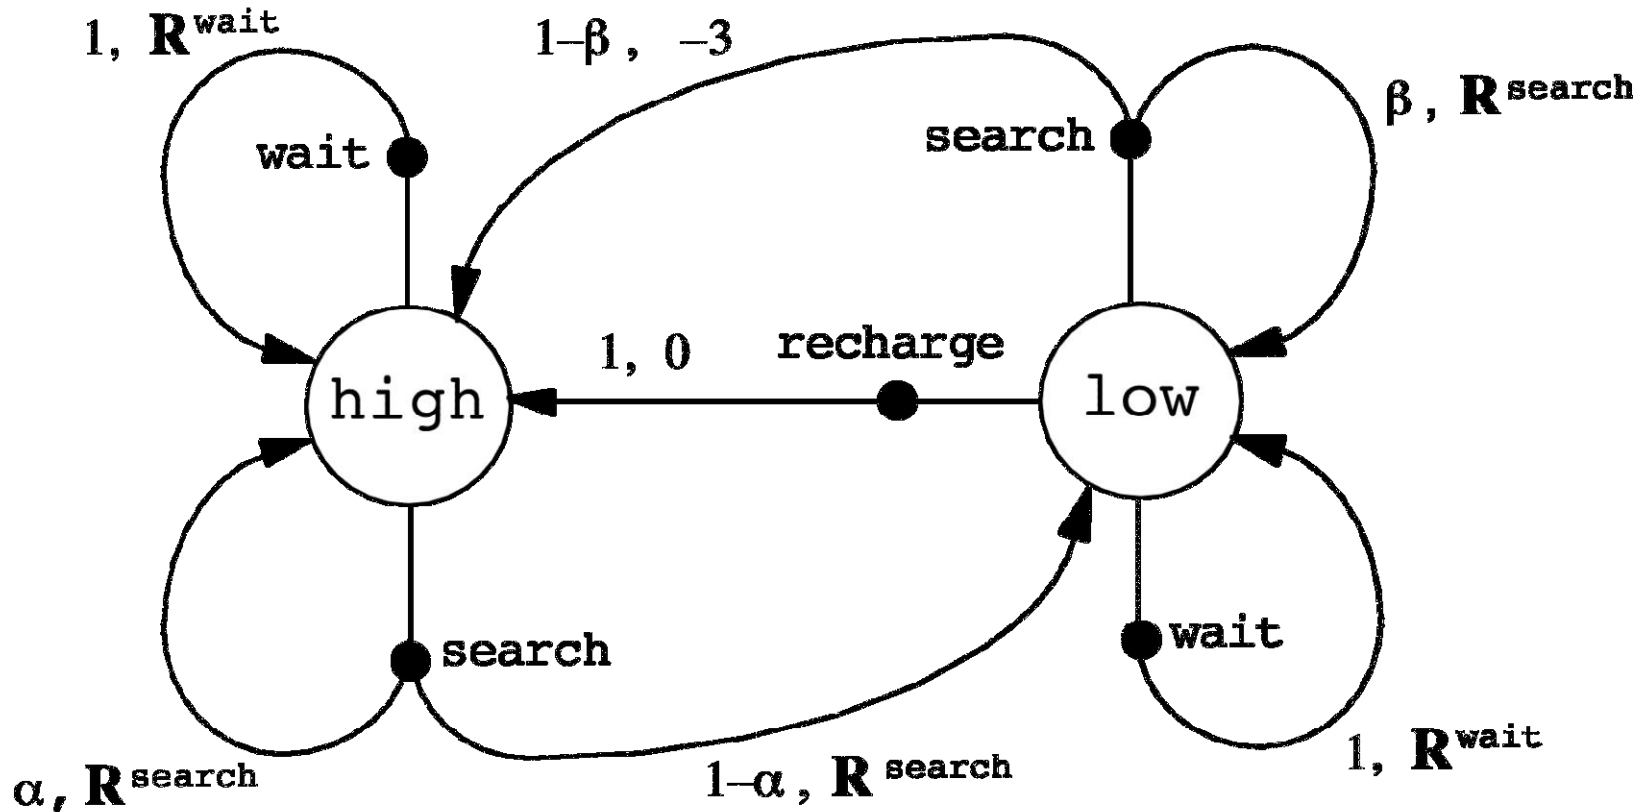 1, R^wait
1–β , –3
β , R^search
wait
search
1, 0
recharge
high
low
search
wait
α, R^search
1–α , R^search
1, R^wait